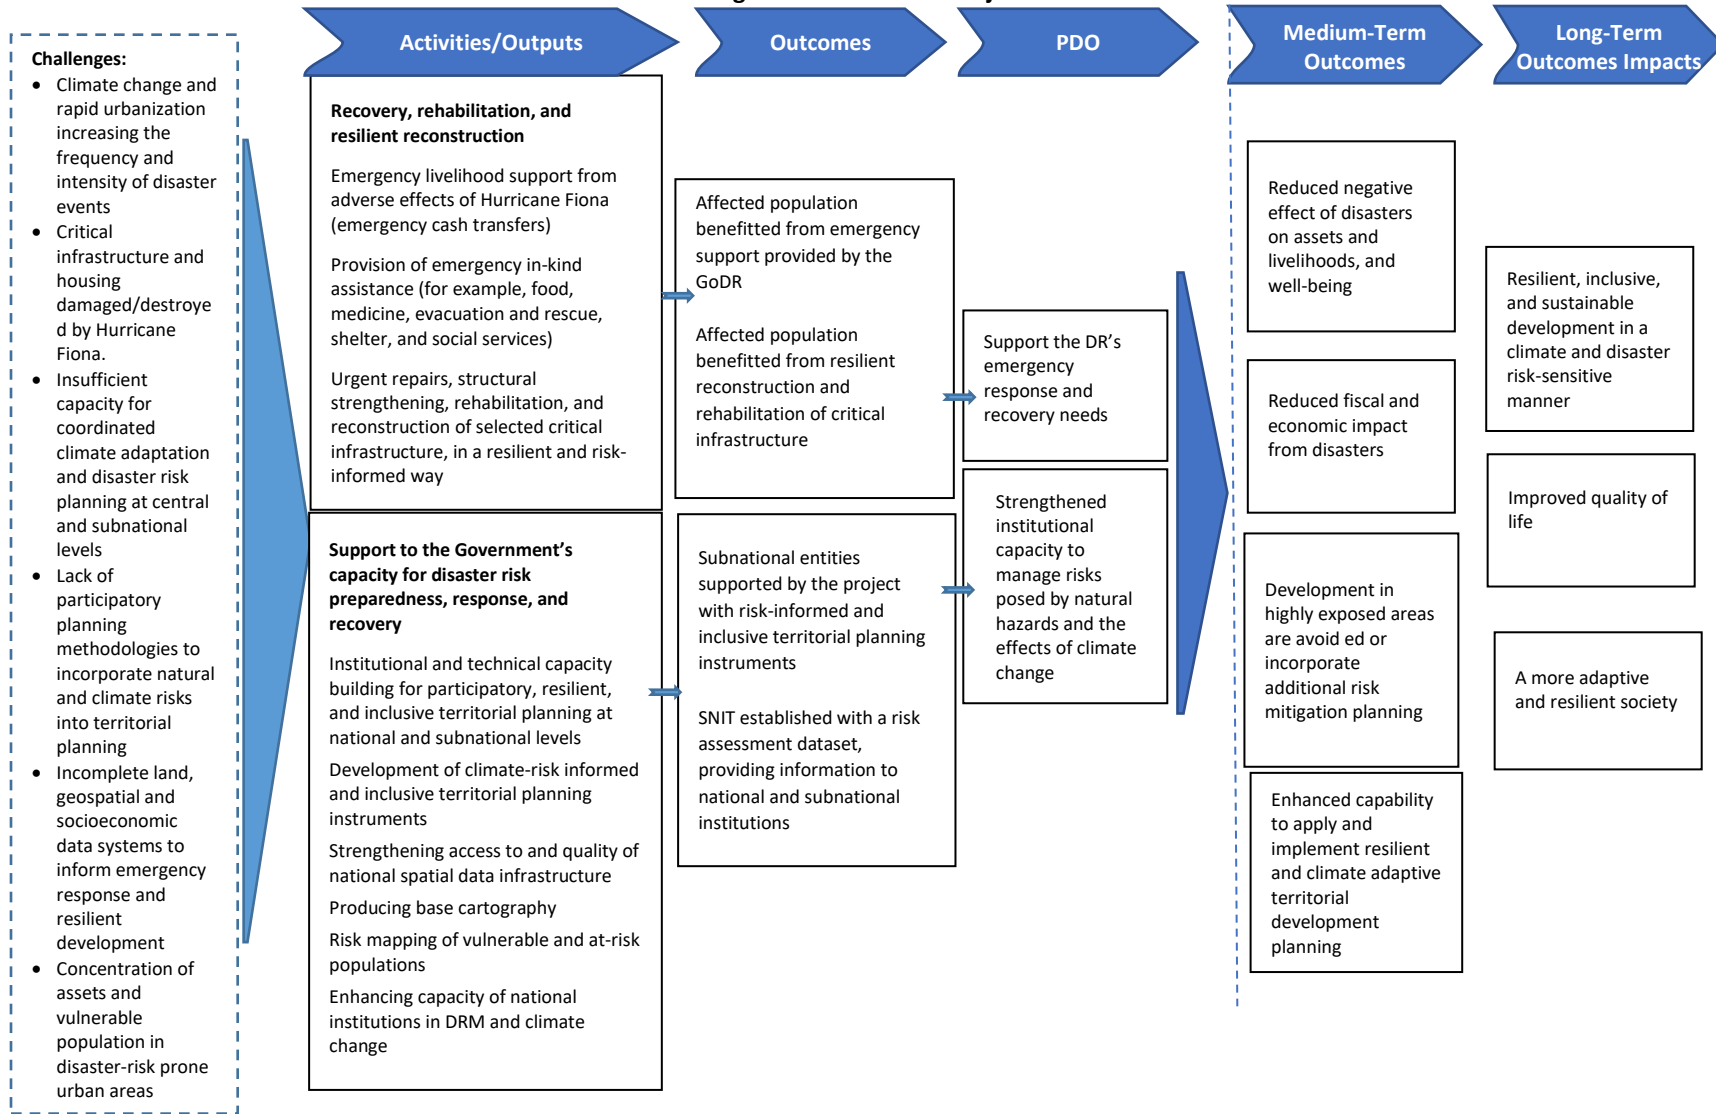 Challenges:
• Climate change and
rapid urbanization
increasing the
frequency and
intensity of disaster
events
• Critical
infrastructure and
housing
damaged/destroye
d by Hurricane
Fiona.
• Insufficient
capacity for
coordinated
climate adaptation
and disaster risk
planning at central
and subnational
levels
• Lack of
participatory
planning
methodologies to
incorporate natural
and climate risks
into territorial
planning
• Incomplete land,
geospatial and
socioeconomic
data systems to
inform emergency
response and
resilient
development
• Concentration of
assets and
vulnerable
population in
disaster-risk prone
urban areas
Activities/Outputs
Recovery, rehabilitation, and
resilient reconstruction
Emergency livelihood support from
adverse effects of Hurricane Fiona
(emergency cash transfers)
Provision of emergency in-kind
assistance (for example, food,
medicine, evacuation and rescue,
shelter, and social services)
Urgent repairs, structural
strengthening, rehabilitation, and
reconstruction of selected critical
infrastructure, in a resilient and risk-
informed way
Support to the Government’s
capacity for disaster risk
preparedness, response, and
recovery
Institutional and technical capacity
building for participatory, resilient,
and inclusive territorial planning at
national and subnational levels
Development of climate-risk informed
and inclusive territorial planning
instruments
Strengthening access to and quality of
national spatial data infrastructure
Producing base cartography
Risk mapping of vulnerable and at-risk
populations
Enhancing capacity of national
institutions in DRM and climate
change
Outcomes
Affected population
benefitted from emergency
support provided by the
GoDR
Affected population
benefitted from resilient
reconstruction and
rehabilitation of critical
infrastructure
Subnational entities
supported by the project
with risk-informed and
inclusive territorial planning
instruments
SNIT established with a risk
assessment dataset,
providing information to
national and subnational
institutions
PDO
Support the DR’s
emergency
response and
recovery needs
Strengthened
institutional
capacity to
manage risks
posed by natural
hazards and the
effects of climate
change
Medium-Term
Outcomes
Reduced negative
effect of disasters
on assets and
livelihoods, and
well-being
Reduced fiscal and
economic impact
from disasters
Development in
highly exposed areas
are avoid ed or
incorporate
additional risk
mitigation planning
Enhanced capability
to apply and
implement resilient
and climate adaptive
territorial
development
planning
Long-Term
Outcomes Impacts
Resilient, inclusive,
and sustainable
development in a
climate and disaster
risk-sensitive
manner
Improved quality of
life
A more adaptive
and resilient society